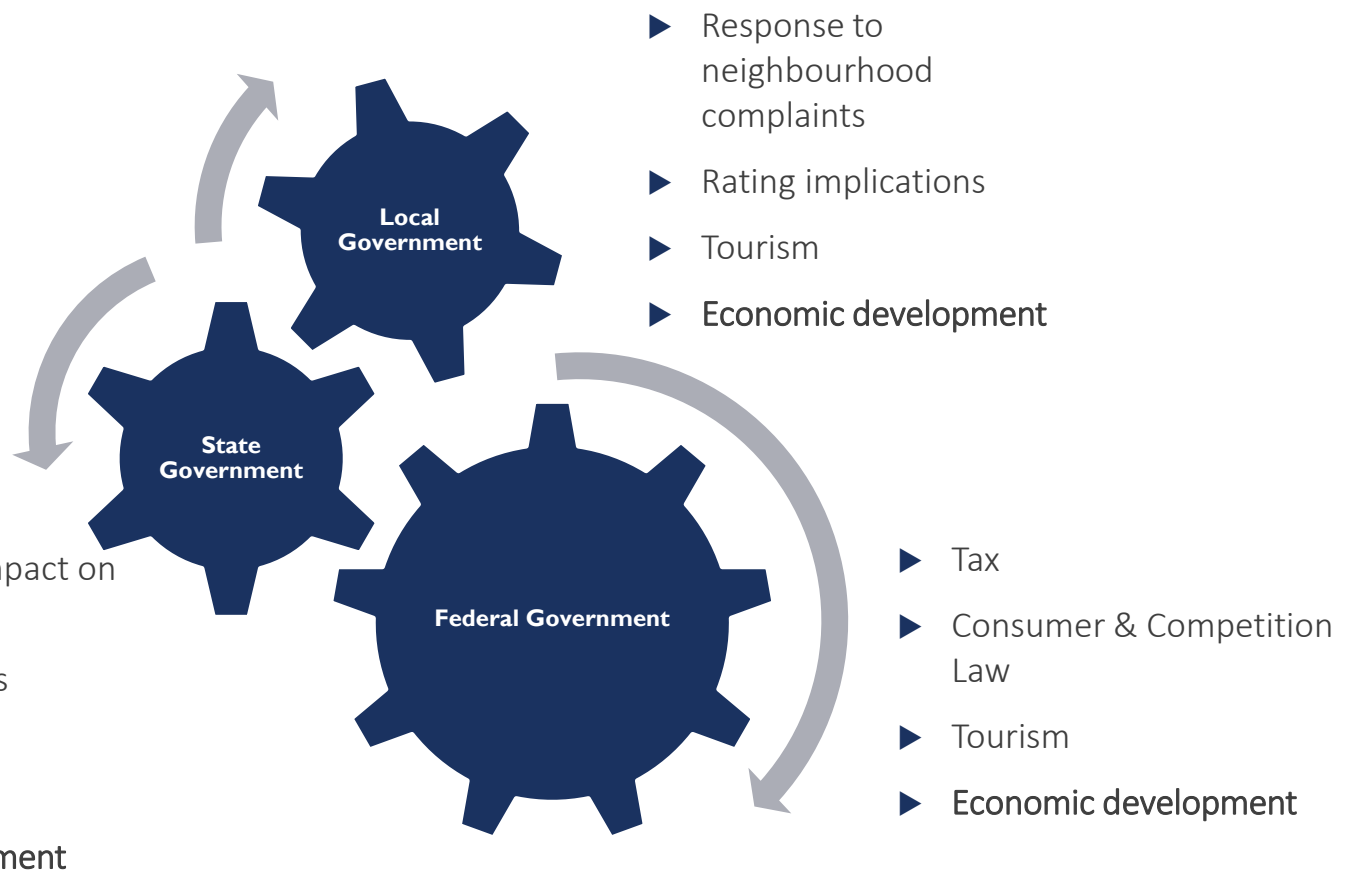 Response to
neighbourhood
complaints
Rating implications
Tourism
Economic development
Local
Government
State
Government
Federal Government
on
Tax
Consumer & Competition
Law
Tourism
Economic development